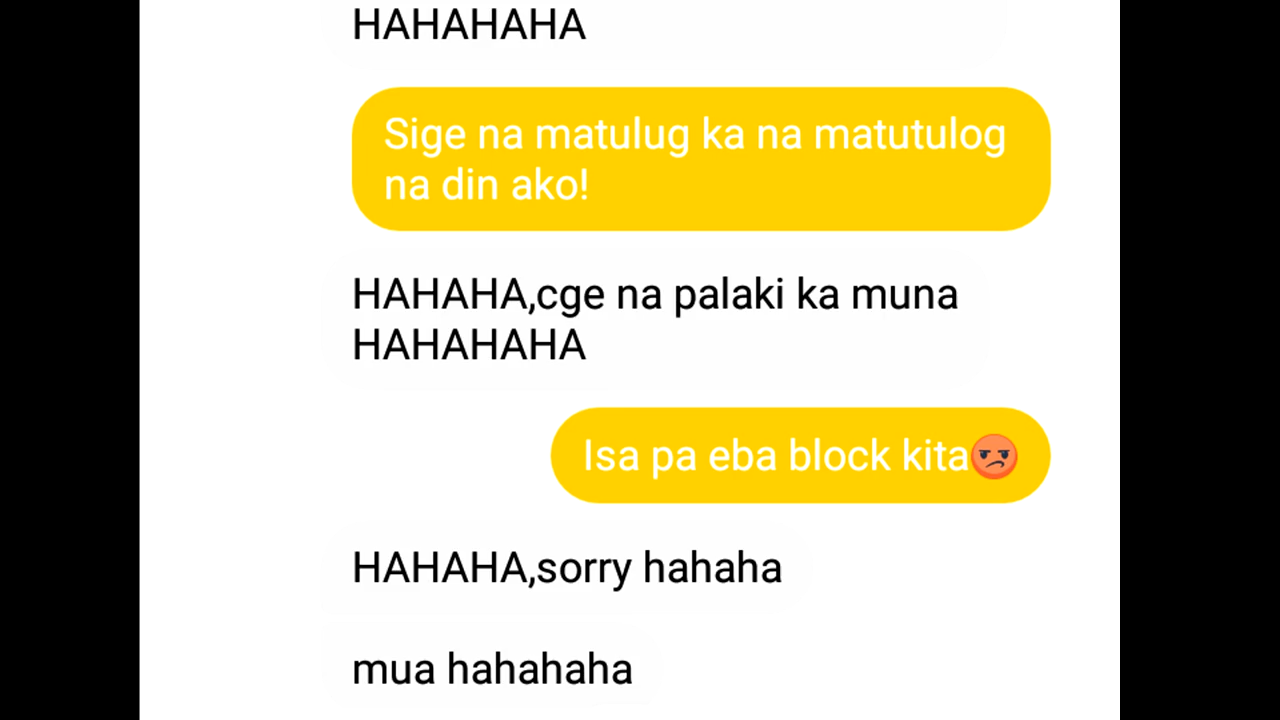 HAHAHAHA
Sige na matulug ka na matutulog
na din ako!
HAHAHA,cge na palaki ka muna
HAHAHAHA
Isa pa eba block kita😡
HAHAHA,sorry hahaha
mua hahahaha